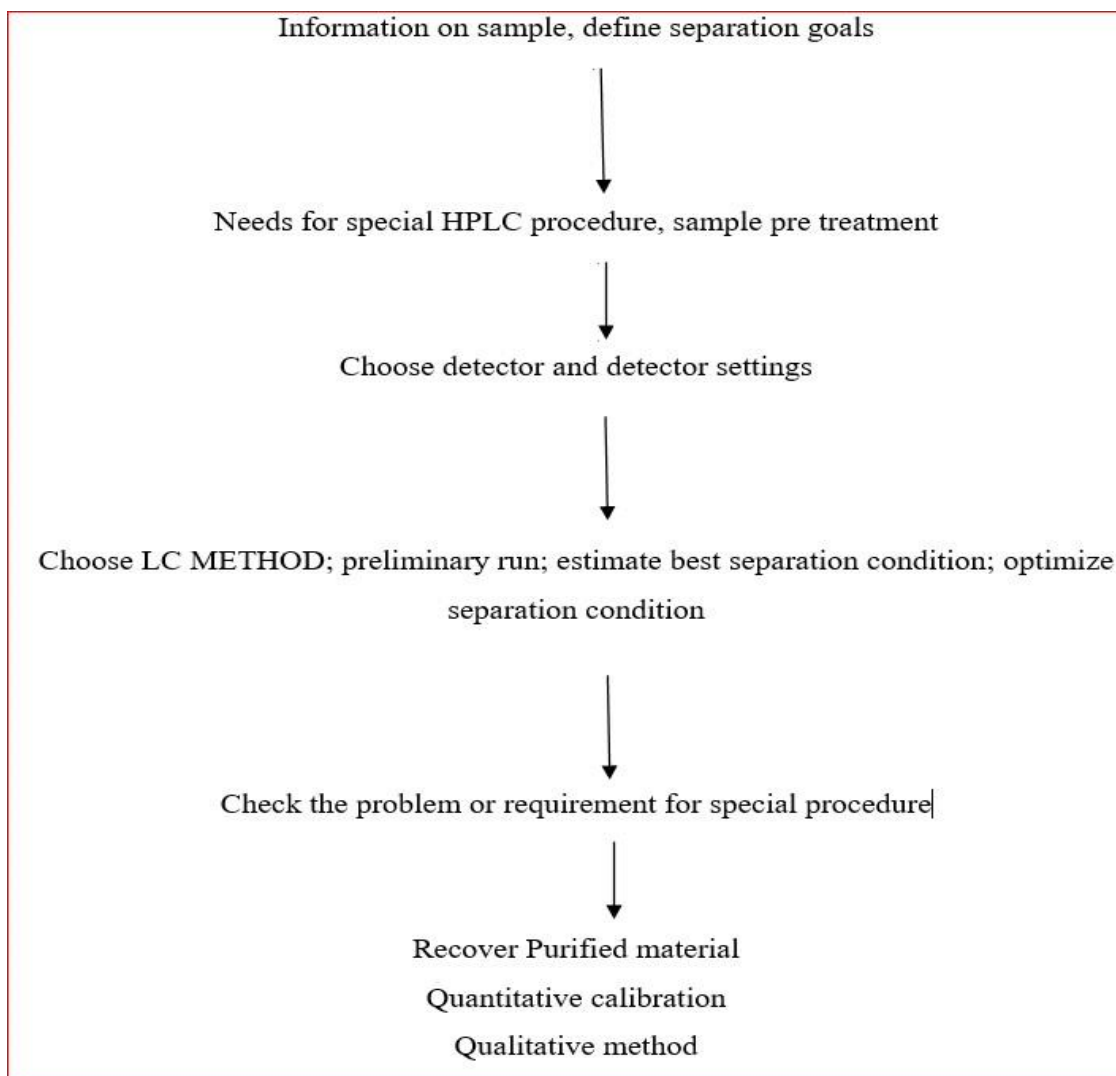 Information on sample, define separation goals
Needs for special HPLC procedure, sample pre treatment
Choose detector and detector settings
Choose LC METHOD; preliminary run; estimate best separation condition; optimize
separation condition
Check the problem or requirement for special procedure
Recover Purified material
Quantitative calibration
Qualitative method